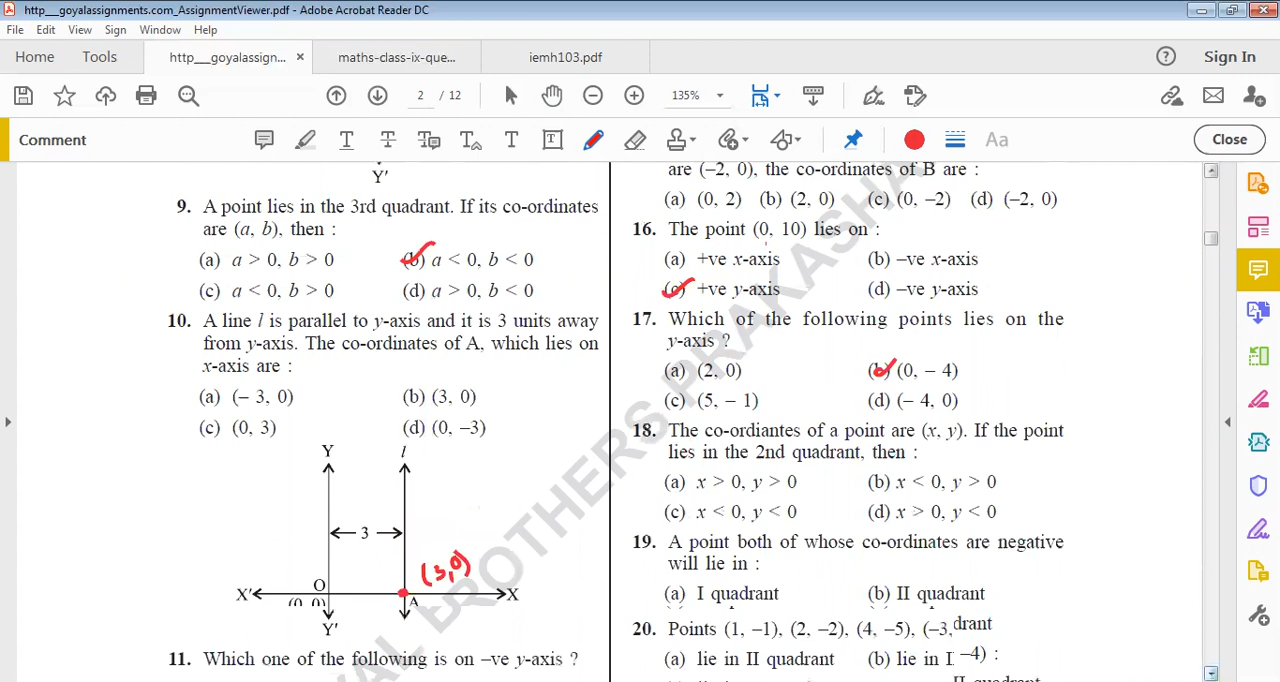 http__goyalassignments.com_AssignmentViewer.pdf - Adobe Acrobat Reader DC
File Edit View Sign Window Help
Home Tools http__goyalassign... × maths-class-ix-que... iemh103.pdf Sign In
2 / 12 135%
Comment Aa Close
Y′
9. A point lies in the 3rd quadrant. If its co-ordinates
are (a, b), then :
(a) a > 0, b > 0 (b) a < 0, b < 0
(c) a < 0, b > 0 (d) a > 0, b < 0
10. A line l is parallel to y-axis and it is 3 units away
from y-axis. The co-ordinates of A, which lies on
x-axis are :
(a) (– 3, 0) (b) (3, 0)
(c) (0, 3) (d) (0, –3)
Y l
3
(3,0)
X′ O A X
(0, 0)
Y′
11. Which one of the following is on –ve y-axis ?
are (–2, 0), the co-ordinates of B are :
(a) (0, 2) (b) (2, 0) (c) (0, –2) (d) (–2, 0)
16. The point (0, 10) lies on :
(a) +ve x-axis (b) –ve x-axis
(c) +ve y-axis (d) –ve y-axis
17. Which of the following points lies on the
y-axis ?
(a) (2, 0) (b) (0, – 4)
(c) (5, – 1) (d) (– 4, 0)
18. The co-ordiantes of a point are (x, y). If the point
lies in the 2nd quadrant, then :
(a) x > 0, y > 0 (b) x < 0, y > 0
(c) x < 0, y < 0 (d) x > 0, y < 0
19. A point both of whose co-ordinates are negative
will lie in :
(a) I quadrant (b) II quadrant
20. Points (1, –1), (2, –2), (4, –5), (–3, drant
–4) :
(a) lie in II quadrant (b) lie in I
II quadrant
YAL BROTHERS PRAKASHA